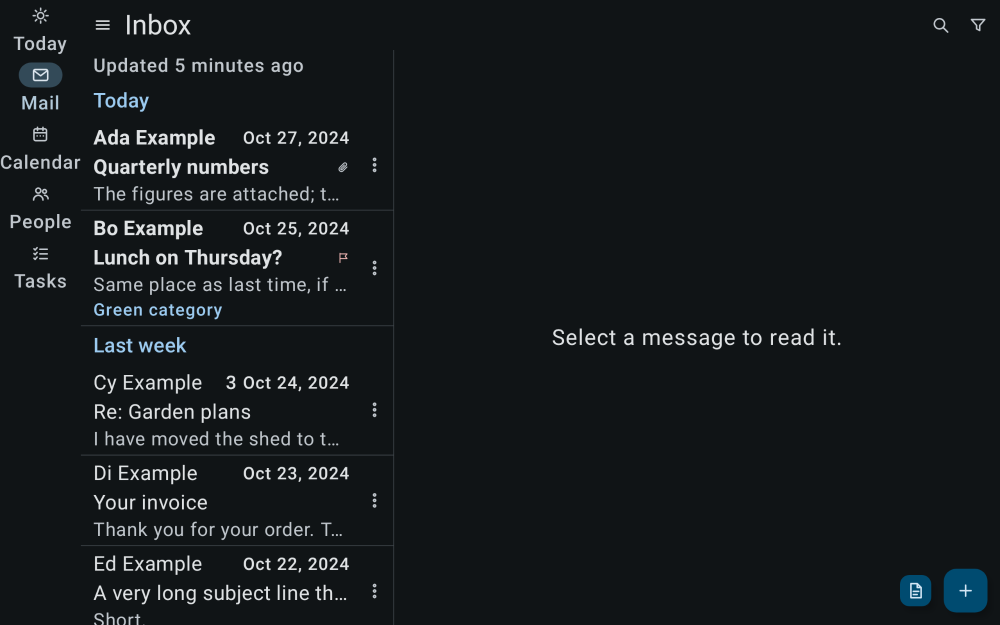 Today
Mail
Calendar
People
Tasks
Inbox
Updated 5 minutes ago
Today
Ada Example Oct 27, 2024
Quarterly numbers
The figures are attached; t…
Bo Example Oct 25, 2024
Lunch on Thursday?
Same place as last time, if …
Green category
Last week
Cy Example 3 Oct 24, 2024
Re: Garden plans
I have moved the shed to t…
Di Example Oct 23, 2024
Your invoice
Thank you for your order. T…
Ed Example Oct 22, 2024
A very long subject line th…
Short.
Select a message to read it.